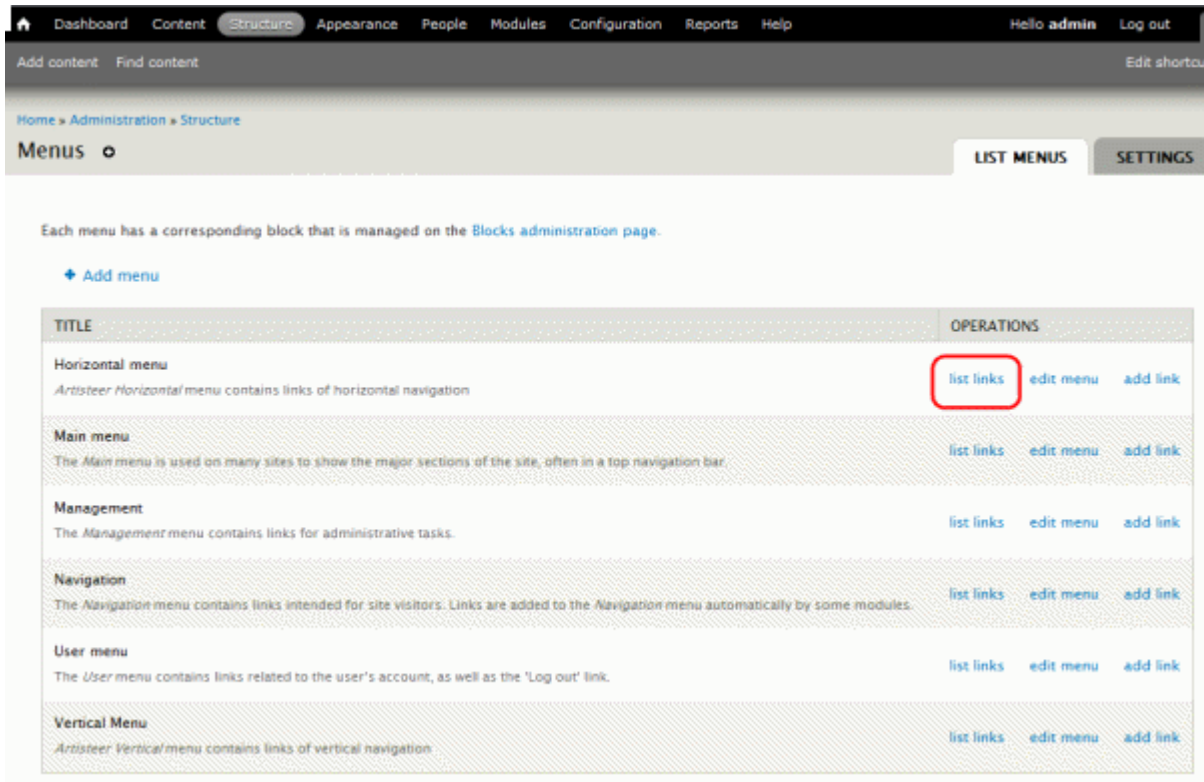 Dashboard Content Structure Appearance People Modules Configuration Reports Help Hello admin Log out
Add content Find content Edit shortcu
Home » Administration » Structure
Menus
LIST MENUS SETTINGS
Each menu has a corresponding block that is managed on the Blocks administration page.
Add menu
TITLE OPERATIONS
Horizontal menu
Artisteer Horizontal menu contains links of horizontal navigation
list links edit menu add link
Main menu
The Main menu is used on many sites to show the major sections of the site, often in a top navigation bar.
list links edit menu add link
Management
The Management menu contains links for administrative tasks.
list links edit menu add link
Navigation
The Navigation menu contains links intended for site visitors. Links are added to the Navigation menu automatically by some modules.
list links edit menu add link
User menu
The User menu contains links related to the user's account, as well as the 'Log out' link.
list links edit menu add link
Vertical Menu
Artisteer Vertical menu contains links of vertical navigation
list links edit menu add link